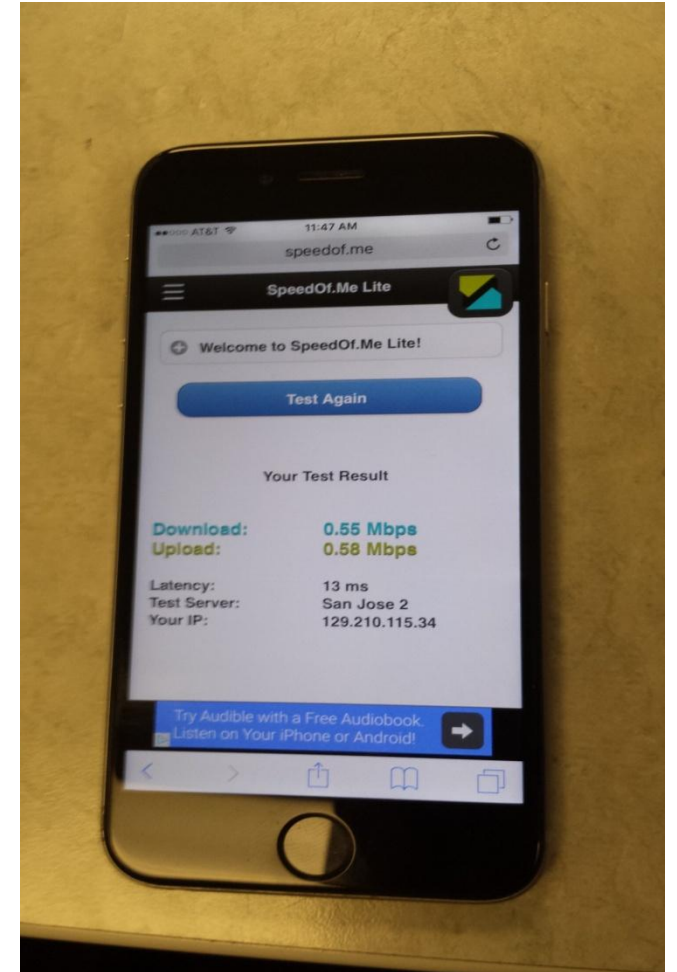 AT&T 11:47 AM
speedof.me
SpeedOf.Me Lite
Welcome to SpeedOf.Me Lite!
Test Again
Your Test Result
Download: 0.55 Mbps
Upload: 0.58 Mbps
Latency: 13 ms
Test Server: San Jose 2
Your IP: 129.210.115.34
Try Audible with a Free Audiobook.
Listen on Your iPhone or Android!